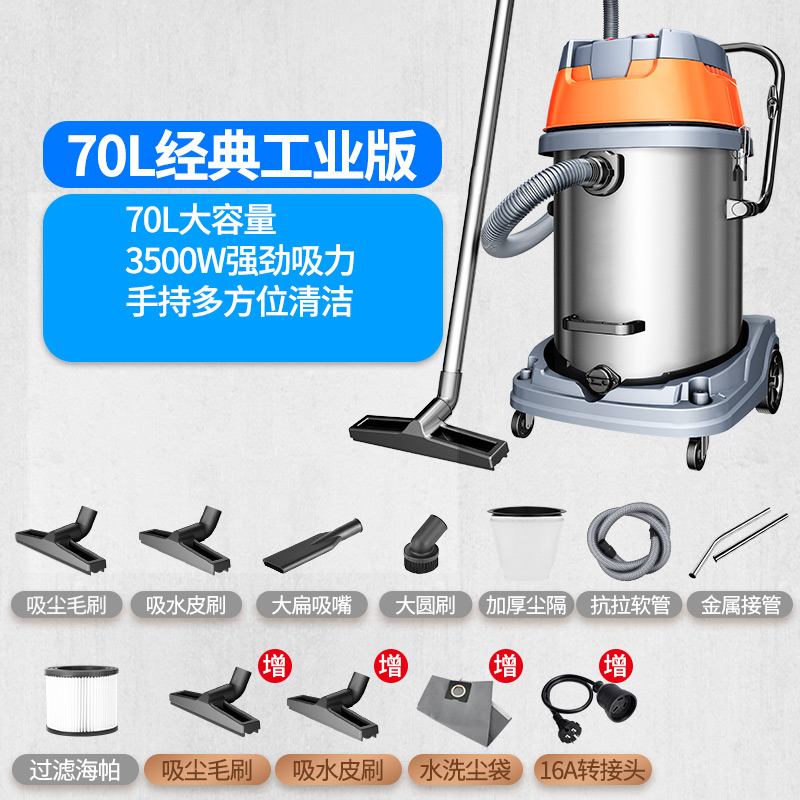 70L经典工业版
70L大容量
3500W强劲吸力
手持多方位清洁
吸尘毛刷 吸水皮刷 大扁吸嘴 大圆刷 加厚尘隔 抗拉软管 金属接管
增 增 增 增
过滤海帕 吸尘毛刷 吸水皮刷 水洗尘袋 16A转接头